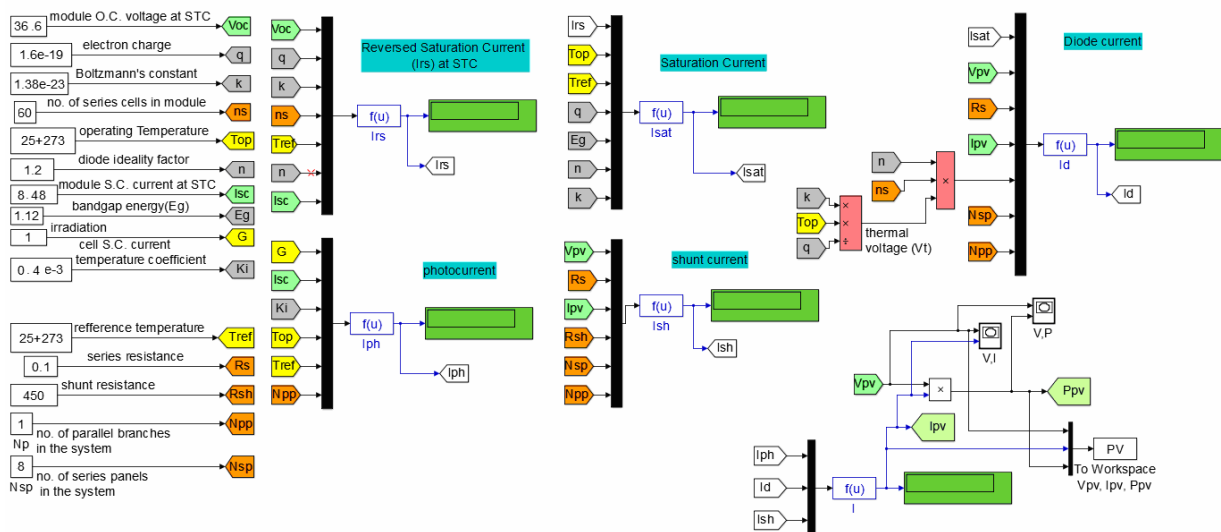 36.6
module O.C. voltage at STC
Voc
1.6e-19
electron charge
q
1.38e-23
Boltzmann's constant
k
60
no. of series cells in module
ns
25+273
operating Temperature
Top
1.2
diode ideality factor
n
8.48
module S.C. current at STC
Isc
1.12
bandgap energy(Eg)
Eg
1
irradiation
G
0.4 e-3
cell S.C. current
temperature coefficient
Ki
25+273
refference temperature
Tref
0.1
series resistance
Rs
450
shunt resistance
Rsh
1
Np
no. of parallel branches
in the system
Npp
8
Nsp
no. of series panels
in the system
Nsp
Voc
q
k
ns
Tref
n
Isc
Reversed Saturation Current
(Irs) at STC
f(u)
Irs
Irs
G
Isc
Ki
Top
Tref
Npp
photocurrent
f(u)
Iph
Iph
Irs
Top
Tref
q
Eg
n
k
Saturation Current
f(u)
Isat
Isat
Vpv
Rs
Ipv
Rsh
Nsp
Npp
shunt current
f(u)
Ish
Ish
k
Top
q
×
×
÷
thermal
voltage (Vt)
n
ns
×
Isat
Vpv
Rs
Ipv
Nsp
Npp
Diode current
f(u)
Id
Id
V,P
V,I
Vpv
×
Ppv
Ipv
PV
To Workspace
Vpv, Ipv, Ppv
Iph
Id
Ish
f(u)
I